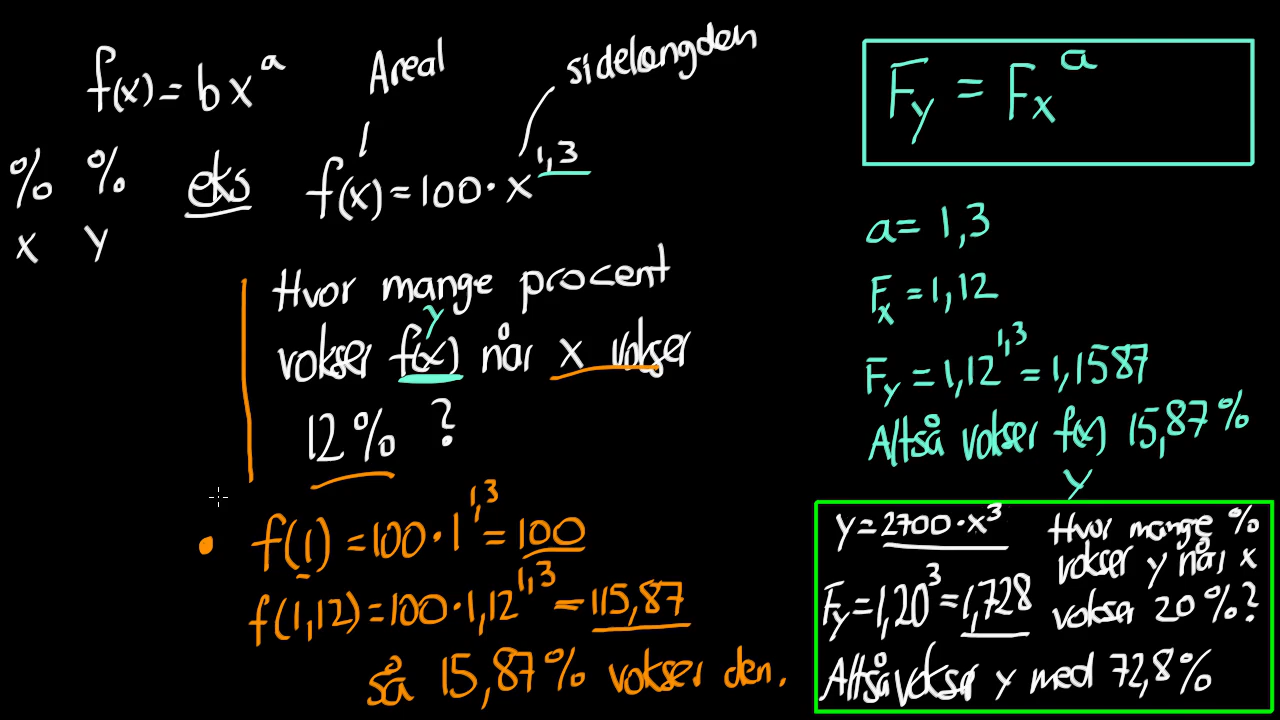 f(x) = bx^a
Areal
sidelængden
% %
x y
eks
f(x) = 100 · x^1,3
Hvor mange procent
y
vokser f(x) når x vokser
12% ?
f(1) = 100 · 1^1,3 = 100
f(1,12) = 100 · 1,12^1,3 = 115,87
så 15,87% vokser den.
F_y = F_x^a
a = 1,3
F_x = 1,12
F_y = 1,12^1,3 = 1,1587
Altså vokser f(x) 15,87%
y
y = 2700 · x^3
Hvor mange %
vokser y når x
vokser 20%?
F_y = 1,20^3 = 1,728
Altså vokser y med 72,8%